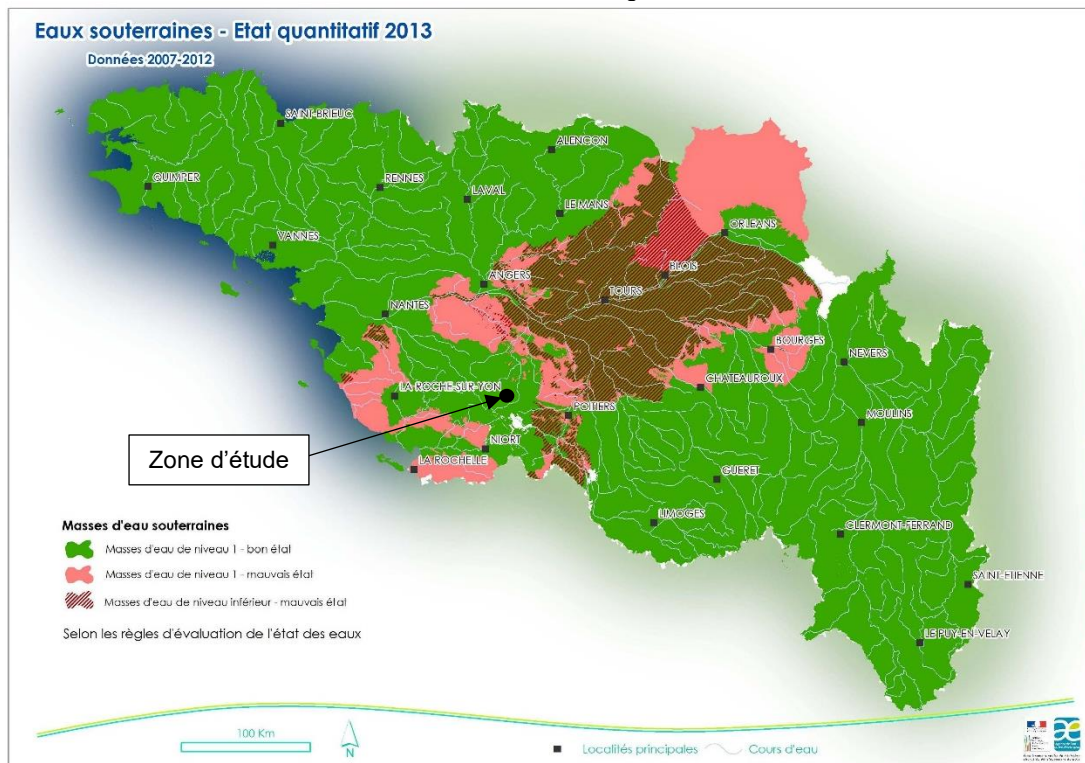 Eaux souterraines - Etat quantitatif 2013
Données 2007-2012
SAINT-BRIEUC
ALENCON
QUIMPER
RENNES
LAVAL
LE MANS
ORLEANS
VANNES
BLOIS
ANGERS
TOURS
NANTES
BOURGES
NEVERS
CHATEAUROUX
LA ROCHE-SUR-YON
POITIERS
MOULINS
Zone d'étude
NIORT
LA ROCHELLE
GUERET
LIMOGES
CLERMONT-FERRAND
SAINT-ETIENNE
LE PUY-EN-VELAY
Masses d'eau souterraines
Masses d'eau de niveau 1 - bon état
Masses d'eau de niveau 1 - mauvais état
Masses d'eau de niveau inférieur - mauvais état
Selon les règles d'évaluation de l'état des eaux
100 Km
N
Localités principales
Cours d'eau